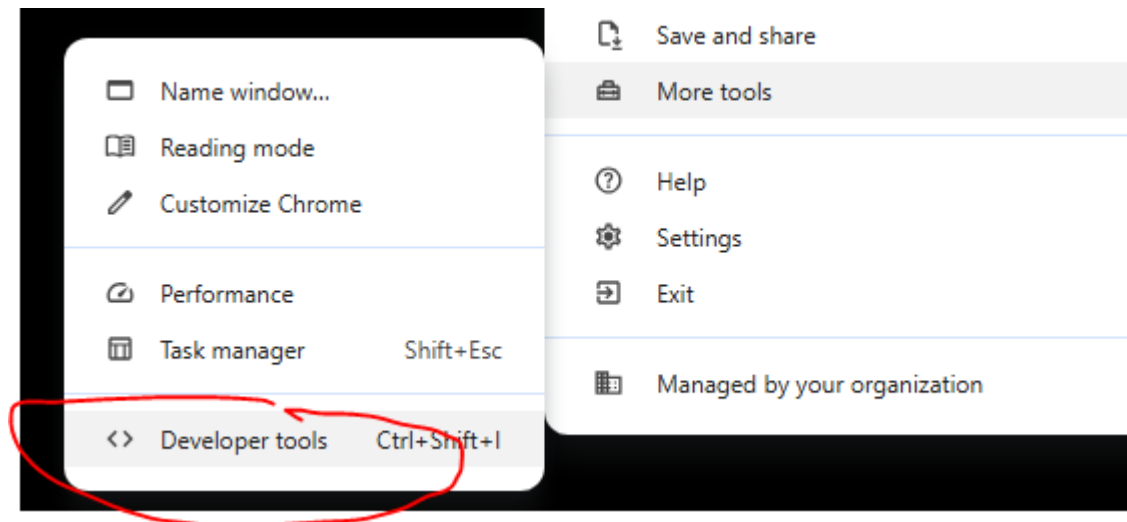 Save and share
More tools
Help
Settings
Exit
Managed by your organization
Name window...
Reading mode
Customize Chrome
Performance
Task manager Shift+Esc
Developer tools Ctrl+Shift+I